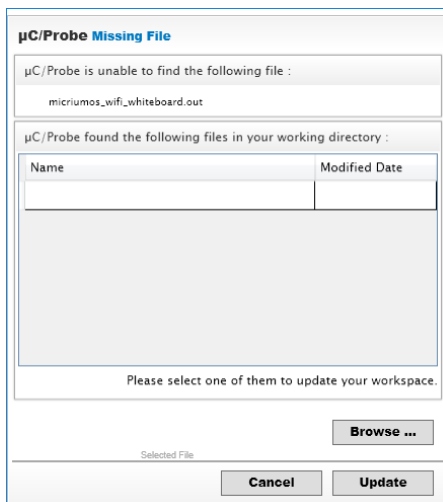 µC/Probe Missing File
µC/Probe is unable to find the following file :
micriumos_wifi_whiteboard.out
µC/Probe found the following files in your working directory :
Name Modified Date
Please select one of them to update your workspace.
Browse ...
Selected File
Cancel Update